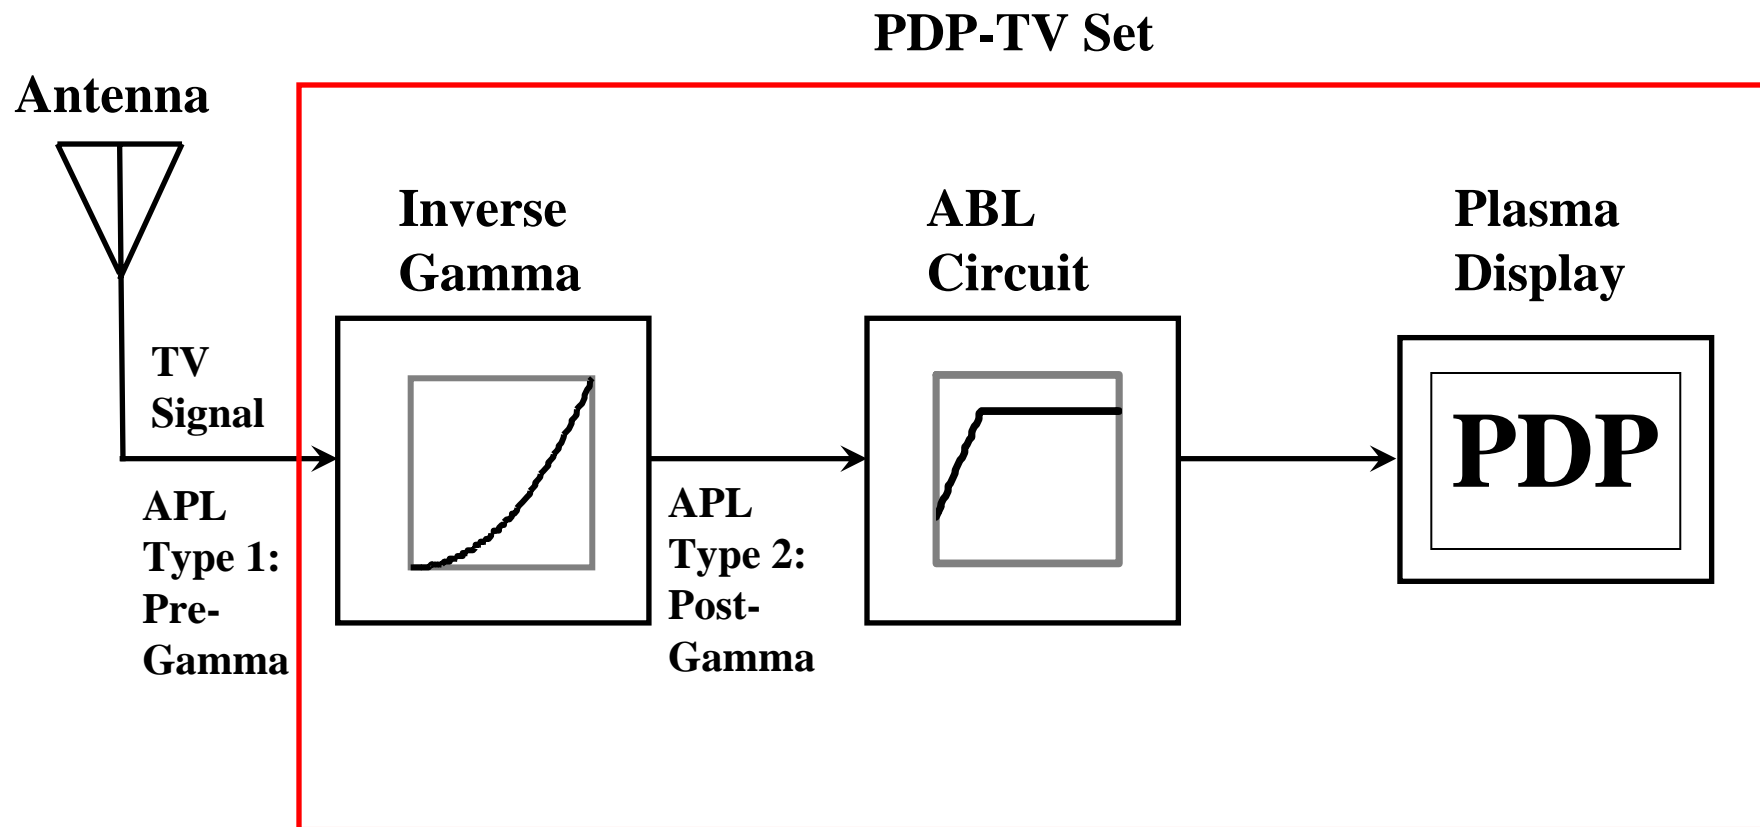 PDP-TV Set
Antenna
Inverse
Gamma
ABL
Circuit
Plasma
Display
TV
Signal
PDP
APL
Type 1:
Pre-
Gamma
APL
Type 2:
Post-
Gamma